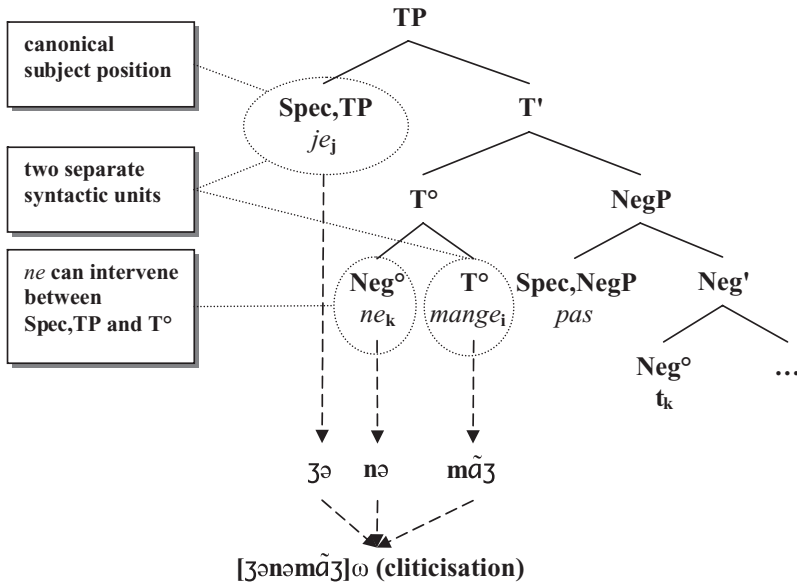 TP
canonical
subject position
Spec,TP
je_j
T'
two separate
syntactic units
T°
NegP
ne can intervene
between
Spec,TP and T°
Neg°
ne_k
T°
mange_i
Spec,NegP
pas
Neg'
Neg°
t_k
…
ʒə
nə
mɑ̃ʒ
[ʒənəmɑ̃ʒ]ω (cliticisation)